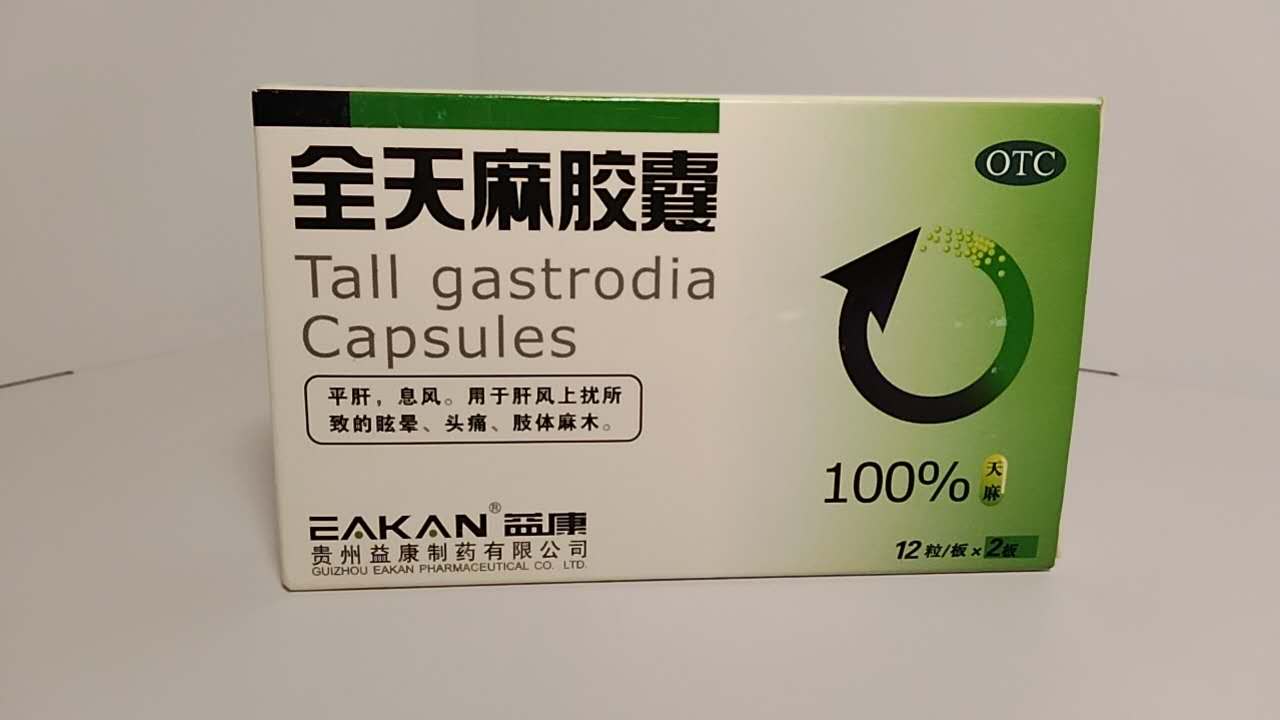 全天麻胶囊
Tall gastrodia
Capsules
平肝，息风。用于肝风上扰所
致的眩晕、头痛、肢体麻木。
EAKAN® 益康
贵州益康制药有限公司
GUIZHOU EAKAN PHARMACEUTICAL CO. LTD.
OTC
100% 天麻
12粒/板×2板